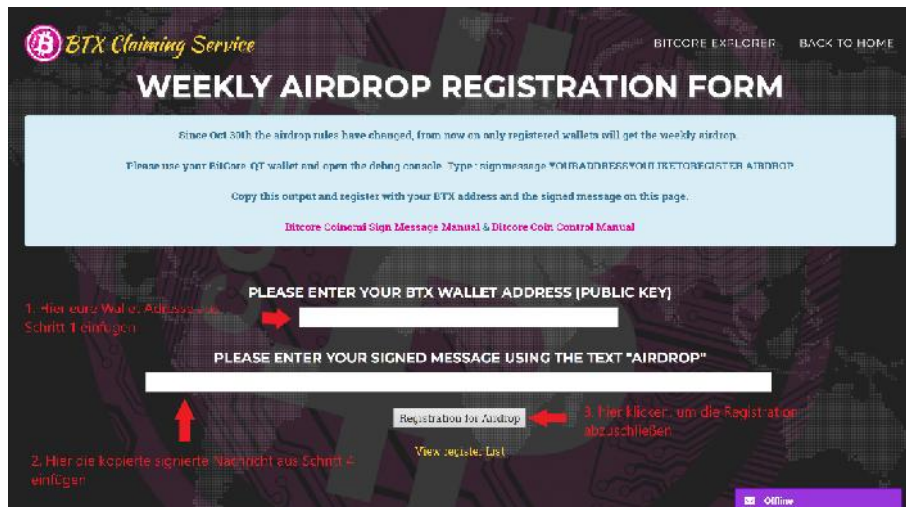 BTX Claiming Service
BITCORE EXPLORER BACK TO HOME
WEEKLY AIRDROP REGISTRATION FORM
Since Oct 30th the airdrop rules have changed, from now on only registered wallets will get the weekly airdrop.
Please use your BitCore-QT wallet and open the debug console. Type : signmessage YOURADDRESSYOULIKETOREGISTER AIRDROP
Copy this output and register with your BTX address and the signed message on this page.
Bitcore Coinomi Sign Message Manual & Bitcore Coin Control Manual
PLEASE ENTER YOUR BTX WALLET ADDRESS (PUBLIC KEY)
1. Hier eure Wallet Adresse aus
Schritt 1 einfügen
PLEASE ENTER YOUR SIGNED MESSAGE USING THE TEXT "AIRDROP"
Registration for Airdrop
3. hier klicken, um die Registration
abzuschließen
View register List
2. Hier die kopierte signierte Nachricht aus Schritt 4
einfügen
Offline